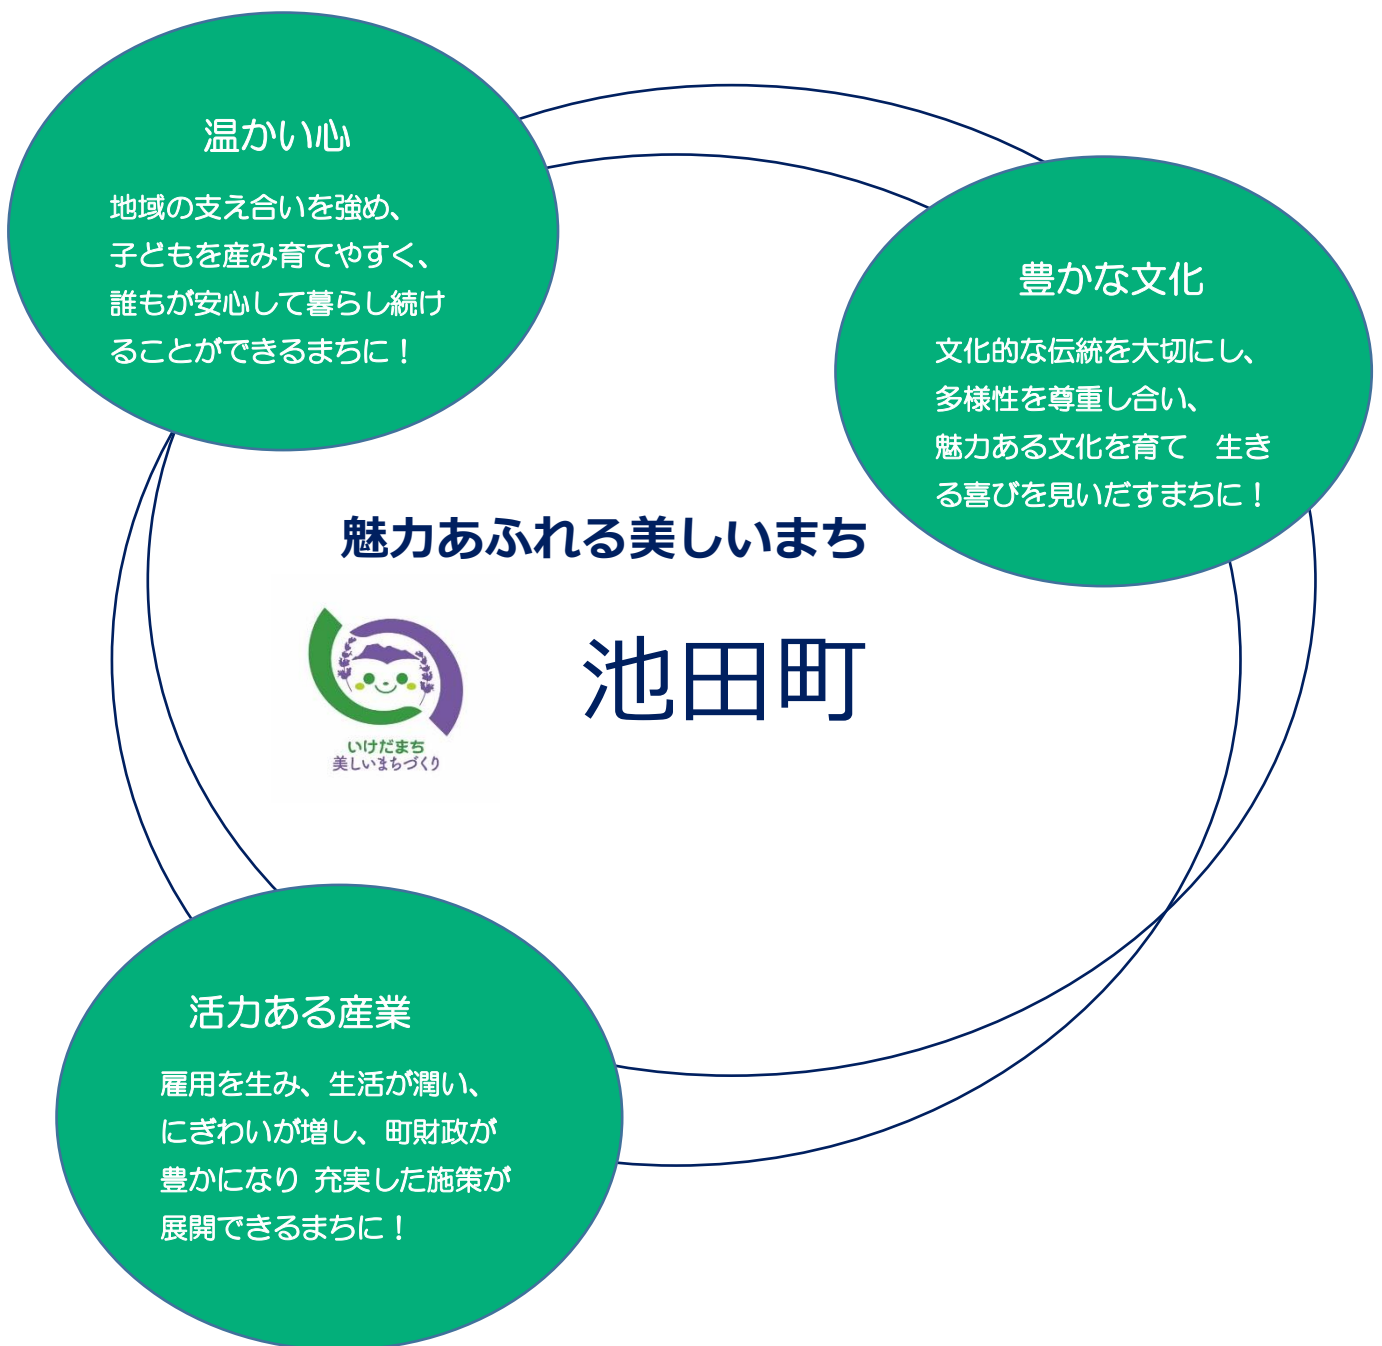 温かい心
地域の支え合いを強め、
子どもを産み育てやすく、
誰もが安心して暮らし続け
ることができるまちに！
豊かな文化
文化的な伝統を大切にし、
多様性を尊重し合い、
魅力ある文化を育て　生き
る喜びを見いだすまちに！
魅力あふれる美しいまち
池田町
いけだまち
美しいまちづくり
活力ある産業
雇用を生み、生活が潤い、
にぎわいが増し、町財政が
豊かになり 充実した施策が
展開できるまちに！